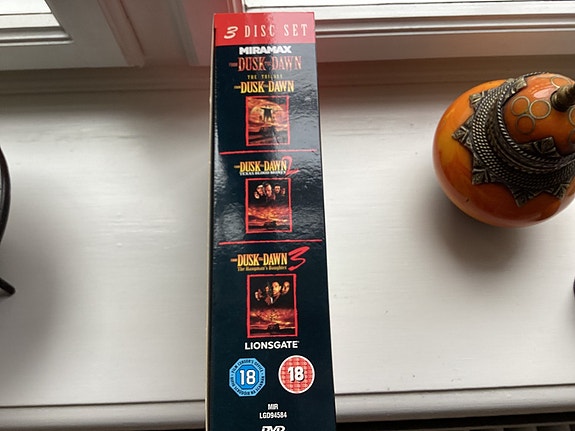 3 DISC SET
MIRAMAX
FROM DUSK TILL DAWN
THE TRILOGY
FROM DUSK TILL DAWN
FROM DUSK TILL DAWN 2
TEXAS BLOOD MONEY
FROM DUSK TILL DAWN 3
The Hangman's Daughter
LIONSGATE
18
18
MIR
LGD94584
DVD